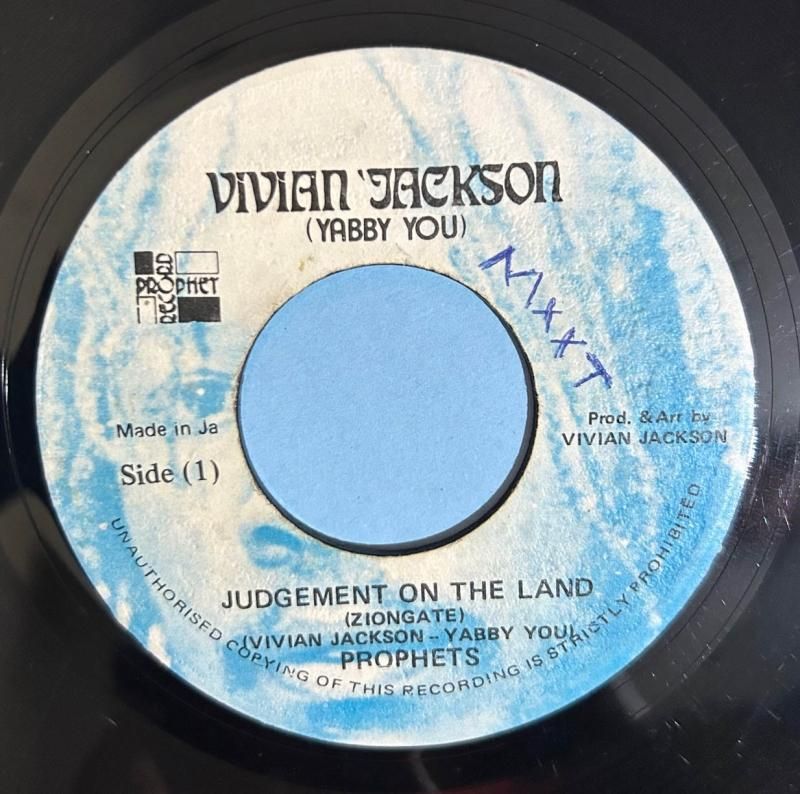 VIVIAN JACKSON
(YABBY YOU)
PROPHET
RECORD
MxxT
Made in Ja
Side (1)
Prod. & Arr by
VIVIAN JACKSON
JUDGEMENT ON THE LAND
(ZIONGATE)
(VIVIAN JACKSON - YABBY YOU)
PROPHETS
UNAUTHORISED COPYING OF THIS RECORDING IS STRICTLY PROHIBITED